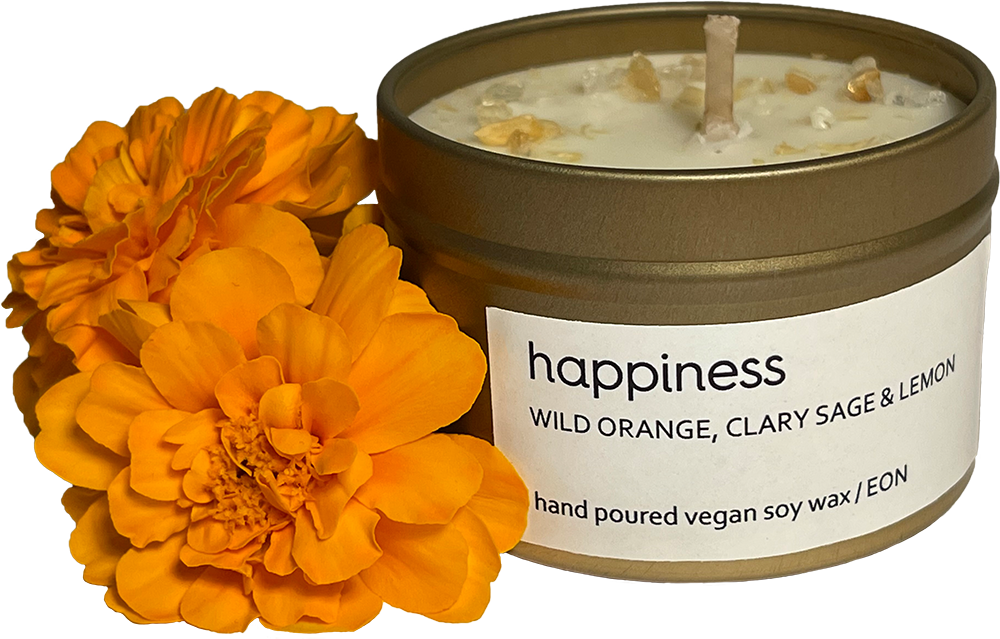 happiness
WILD ORANGE, CLARY SAGE & LEMON
hand poured vegan soy wax / EON